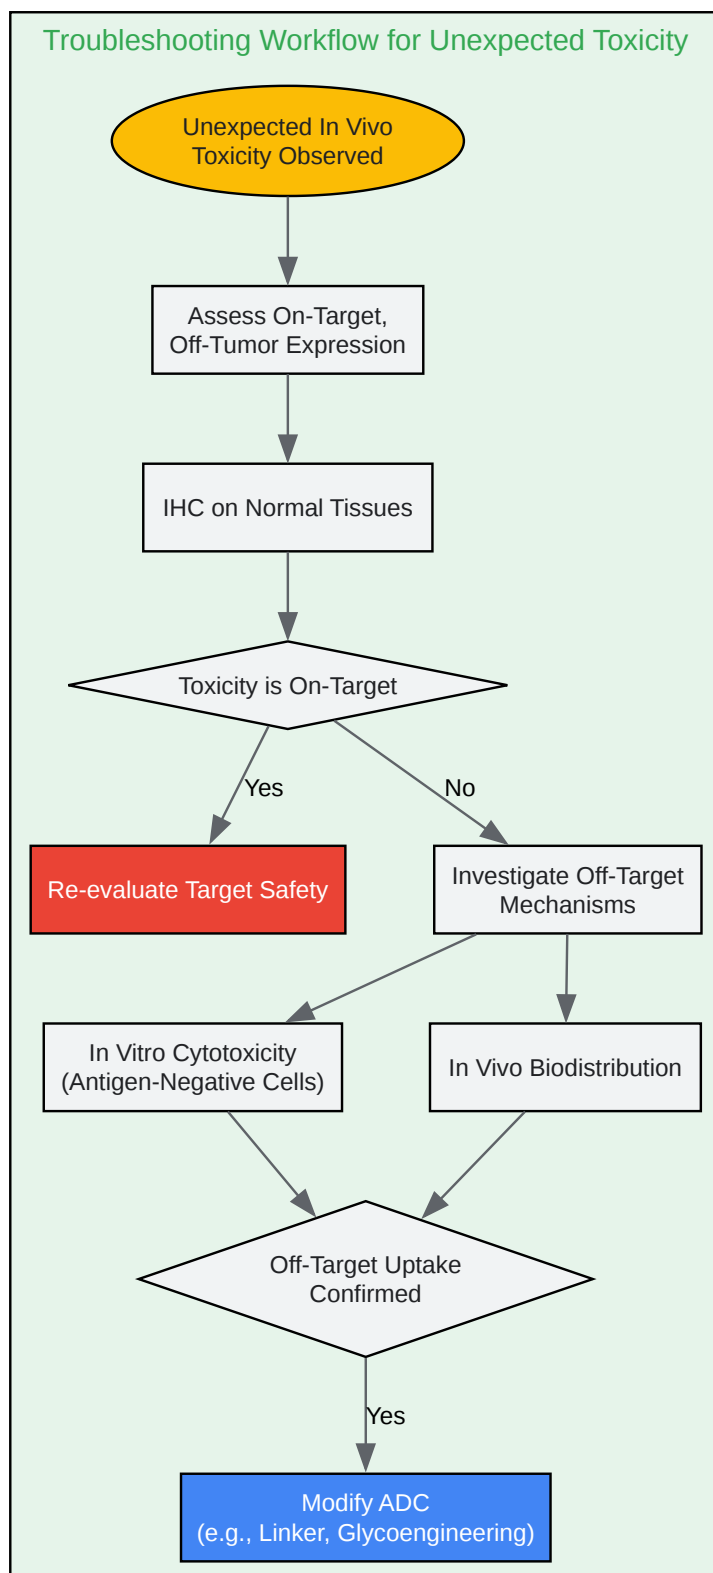 Troubleshooting Workflow for Unexpected Toxicity
Unexpected In Vivo
Toxicity Observed
Assess On-Target,
Off-Tumor Expression
IHC on Normal Tissues
Toxicity is On-Target
Yes
No
Re-evaluate Target Safety
Investigate Off-Target
Mechanisms
In Vitro Cytotoxicity
(Antigen-Negative Cells)
In Vivo Biodistribution
Off-Target Uptake
Confirmed
Yes
Modify ADC
(e.g., Linker, Glycoengineering)